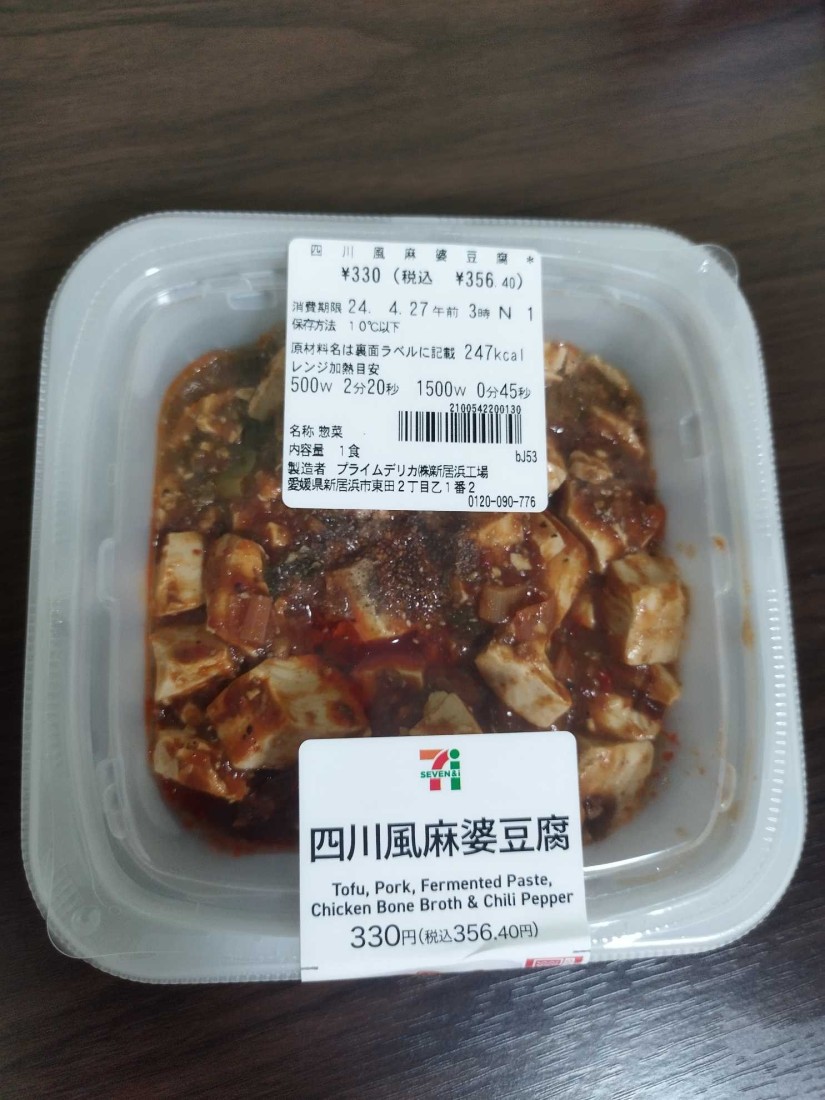 四川風麻婆豆腐*
¥330(税込 ¥356.40)
消費期限 24. 4.27午前 3時 N 1
保存方法 10℃以下
原材料名は裏面ラベルに記載 247kcal
レンジ加熱目安
500W 2分20秒 1500W 0分45秒
2100542200130
名称 惣菜
内容量 1食 bJ53
製造者 プライムデリカ㈱新居浜工場
愛媛県新居浜市東田2丁目乙1番2
0120-090-776
7i
SEVEN&i
四川風麻婆豆腐
Tofu, Pork, Fermented Paste,
Chicken Bone Broth & Chili Pepper
330円(税込356.40円)